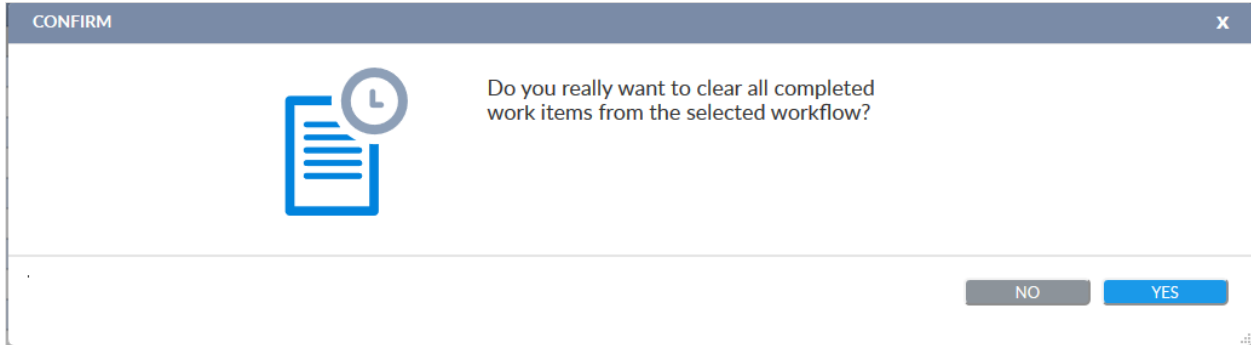 CONFIRM X
Do you really want to clear all completed
work items from the selected workflow?
.
NO YES